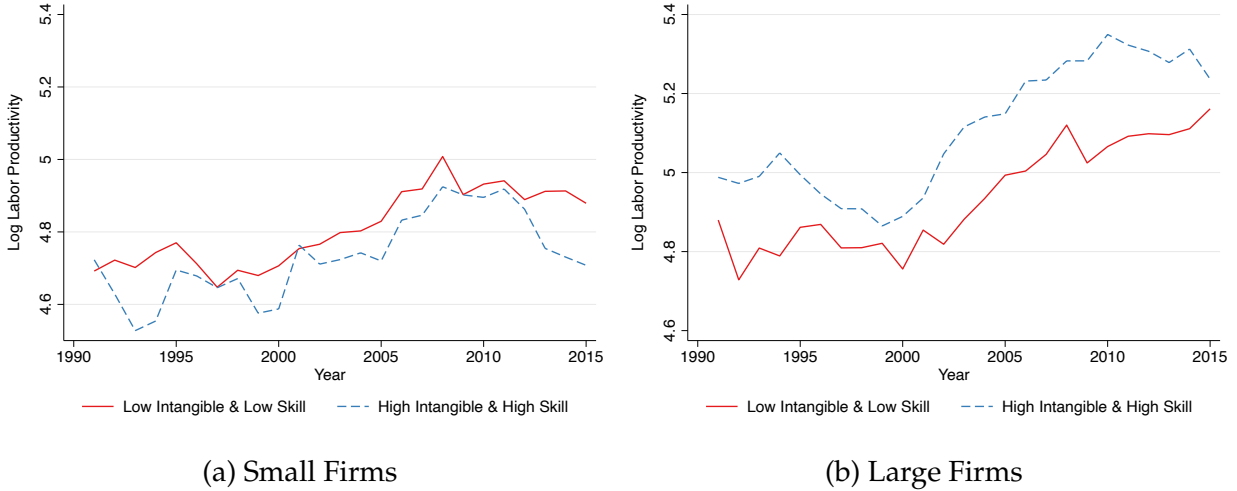 5.4
5.2
5
4.8
4.6
Log Labor Productivity
1990 1995 2000 2005 2010 2015
Year
Low Intangible & Low Skill High Intangible & High Skill
(a) Small Firms
5.4
5.2
5
4.8
4.6
Log Labor Productivity
1990 1995 2000 2005 2010 2015
Year
Low Intangible & Low Skill High Intangible & High Skill
(b) Large Firms